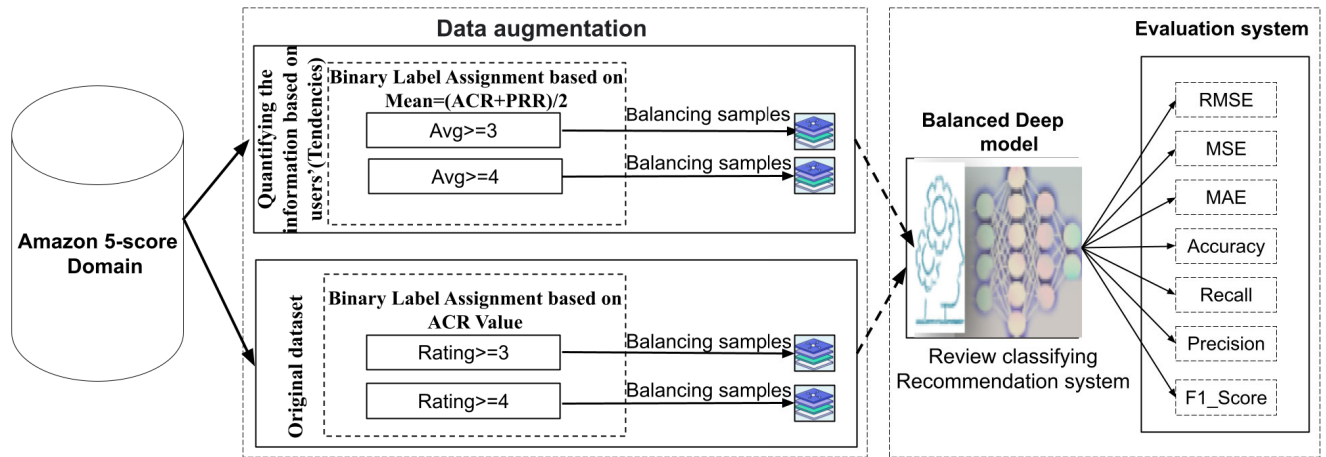 Data augmentation
Evaluation system
Quantifying the
information based on
users'(Tendencies)
Binary Label Assignment based on
Mean=(ACR+PRR)/2
Avg>=3
Balancing samples
Avg>=4
Balancing samples
Amazon 5-score
Domain
Original dataset
Binary Label Assignment based on
ACR Value
Rating>=3
Balancing samples
Rating>=4
Balancing samples
Balanced Deep
model
Review classifying
Recommendation system
RMSE
MSE
MAE
Accuracy
Recall
Precision
F1_Score